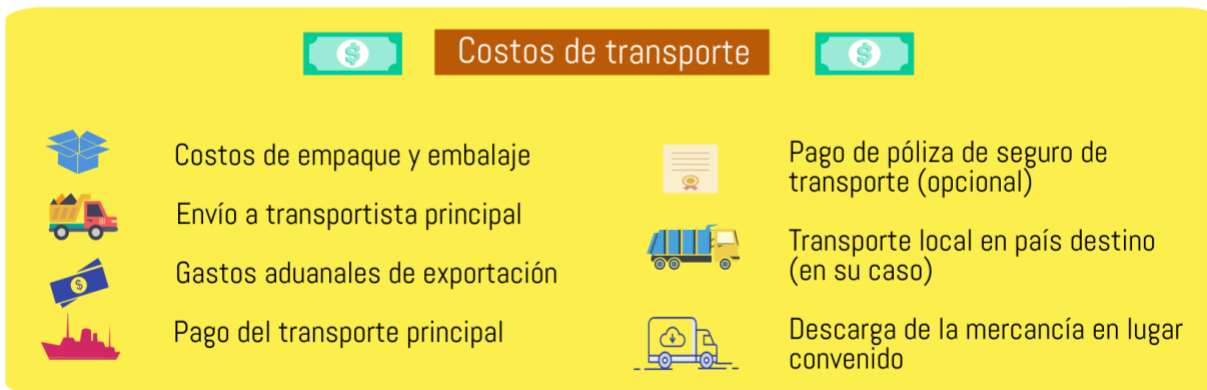 Costos de transporte
Costos de empaque y embalaje
Envío a transportista principal
Gastos aduanales de exportación
Pago del transporte principal
Pago de póliza de seguro de
transporte (opcional)
Transporte local en país destino
(en su caso)
Descarga de la mercancía en lugar
convenido